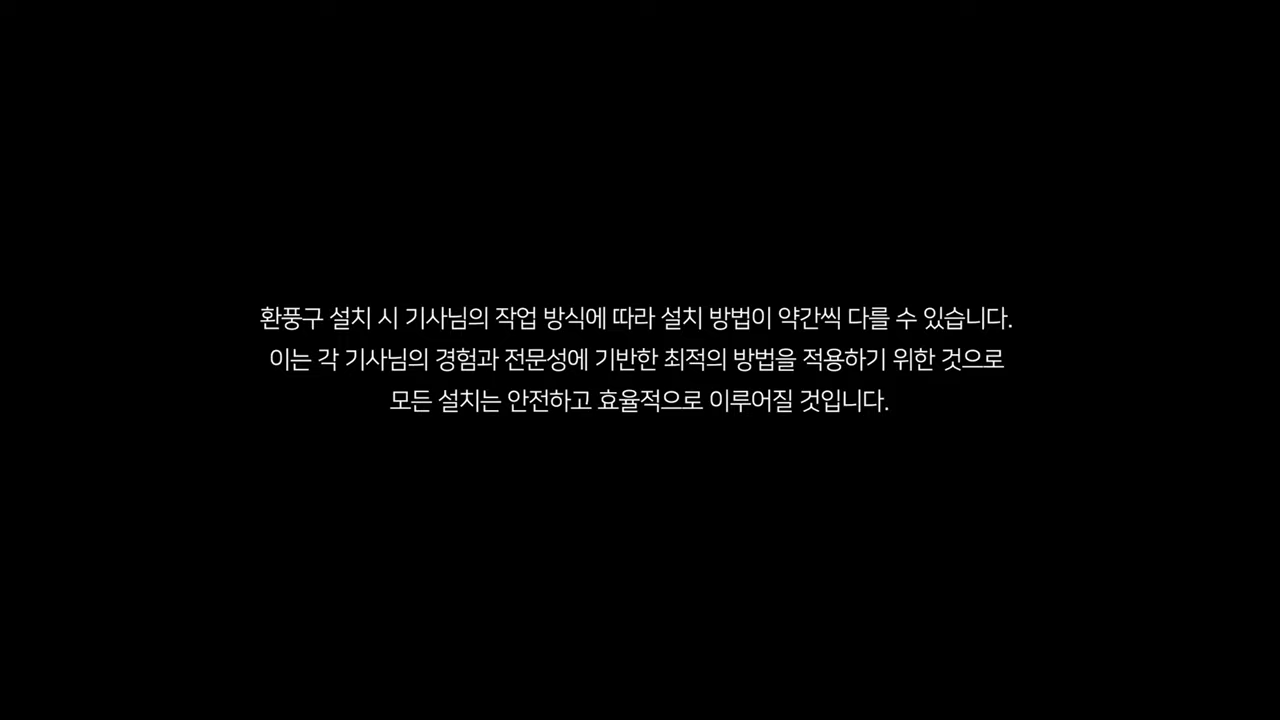 환풍구 설치 시 기사님의 작업 방식에 따라 설치 방법이 약간씩 다를 수 있습니다.
이는 각 기사님의 경험과 전문성에 기반한 최적의 방법을 적용하기 위한 것으로
모든 설치는 안전하고 효율적으로 이루어질 것입니다.